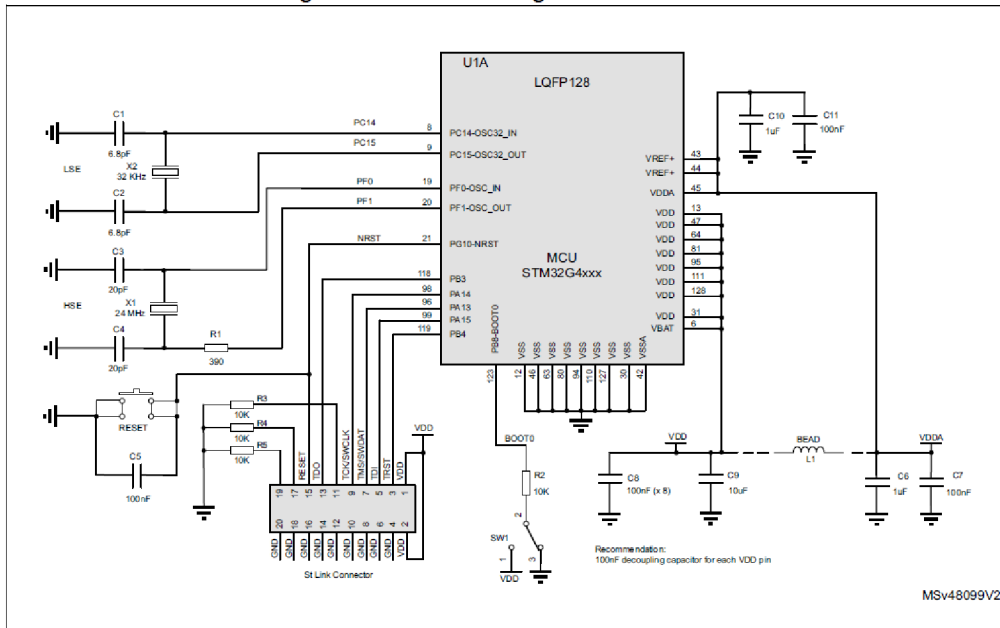 U1A
LQFP128
MCU
STM32G4xxx
C1
6.8pF
LSE
X2
32 KHz
C2
6.8pF
C3
20pF
HSE
X1
24 MHz
C4
20pF
R1
390
RESET
C5
100nF
PC14
8
PC14-OSC32_IN
PC15
9
PC15-OSC32_OUT
PF0
19
PF0-OSC_IN
PF1
20
PF1-OSC_OUT
NRST
21
PG10-NRST
118
PB3
98
PA14
96
PA13
99
PA15
119
PB4
VREF+
43
VREF+
44
VDDA
45
VDD
13
VDD
47
VDD
64
VDD
81
VDD
95
VDD
111
VDD
128
VDD
31
VBAT
6
C10
1uF
C11
100nF
PB8-BOOT0
VSS
VSS
VSS
VSS
VSS
VSS
VSS
VSS
VSSA
123
12
46
63
80
94
110
127
30
42
R3
10K
R4
10K
R5
10K
RESET
TDO
TCK/SWCLK
TMS/SWDAT
TDI
TRST
VDD
VDD
19
17
15
13
11
9
7
5
3
1
20
18
16
14
12
10
8
6
4
2
GND
GND
GND
GND
GND
GND
GND
GND
GND
VDD
St Link Connector
BOOT0
R2
10K
2
SW1
1
3
VDD
VDD
BEAD
L1
VDDA
C8
100nF (x 8)
C9
10uF
C6
1uF
C7
100nF
Recommendation:
100nF decoupling capacitor for each VDD pin
MSv48099V2